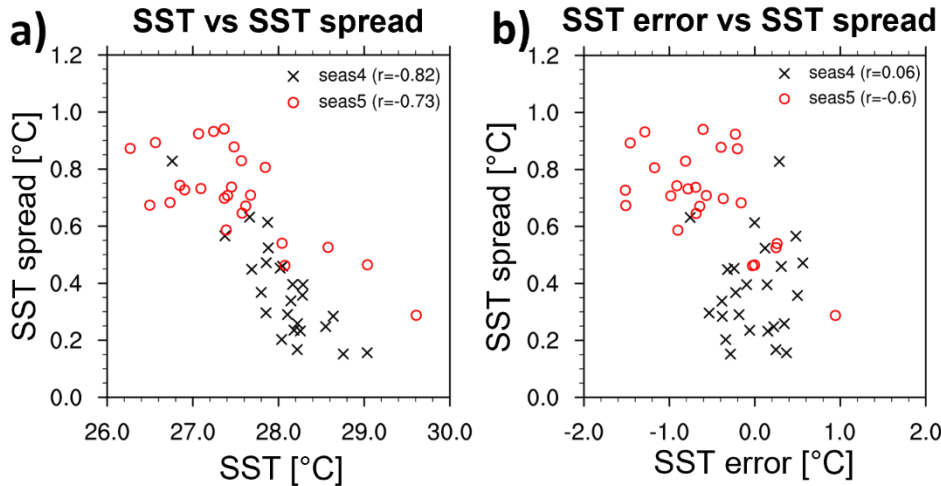 a) SST vs SST spread
SST spread [°C]
1.2
1.0
0.8
0.6
0.4
0.2
0.0
× seas4 (r=-0.82)
○ seas5 (r=-0.73)
26.0 27.0 28.0 29.0 30.0
SST [°C]
b) SST error vs SST spread
SST spread [°C]
1.2
1.0
0.8
0.6
0.4
0.2
0.0
× seas4 (r=0.06)
○ seas5 (r=-0.6)
-2.0 -1.0 0.0 1.0 2.0
SST error [°C]